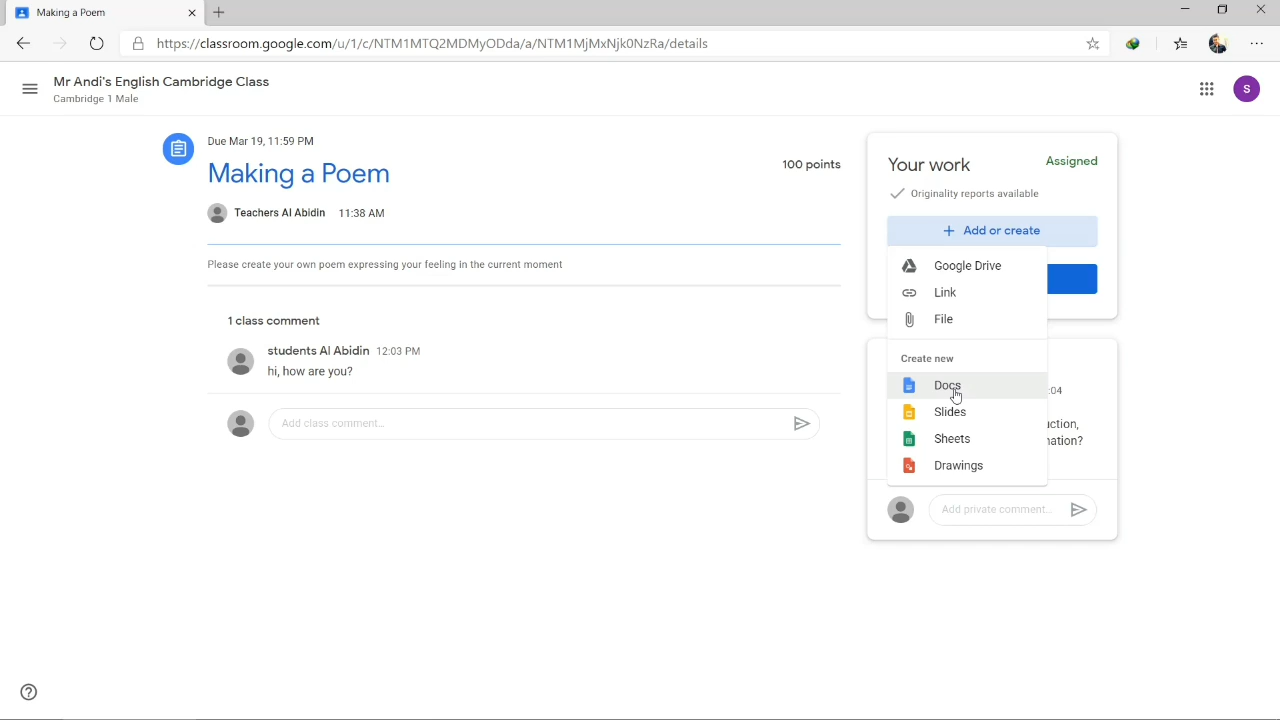 Making a Poem
https://classroom.google.com/u/1/c/NTM1MTQ2MDMyODda/a/NTM1MjMxNjk0NzRa/details
Mr Andi's English Cambridge Class
Cambridge 1 Male
S
Due Mar 19, 11:59 PM
Making a Poem
100 points
Teachers Al Abidin 11:38 AM
Please create your own poem expressing your feeling in the current moment
1 class comment
students Al Abidin 12:03 PM
hi, how are you?
Add class comment...
Your work
Assigned
Originality reports available
+ Add or create
Google Drive
Link
File
Create new
Docs
Slides
Sheets
Drawings
:04
uction,
nation?
Add private comment...